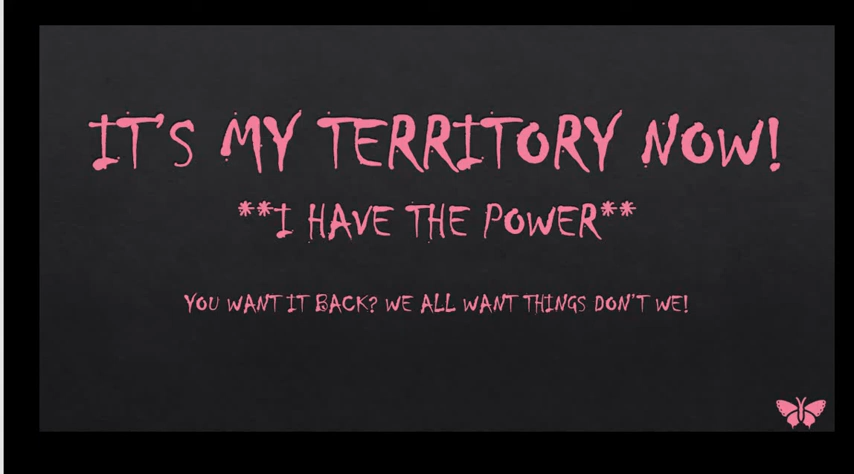 IT'S MY TERRITORY NOW!
**I HAVE THE POWER**
YOU WANT IT BACK? WE ALL WANT THINGS DON'T WE!